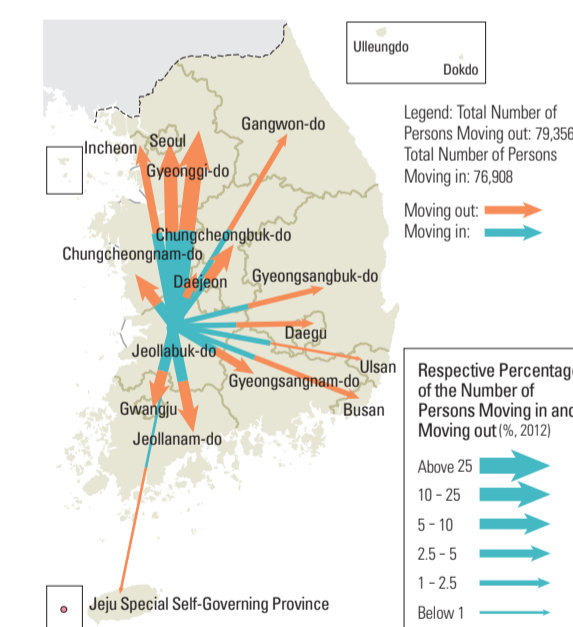 Ulleungdo
Dokdo
Legend: Total Number of
Persons Moving out: 79,356
Total Number of Persons
Moving in: 76,908
Moving out:
Moving in:
Gangwon-do
Seoul
Incheon
Gyeonggi-do
Chungcheongbuk-do
Chungcheongnam-do
Daejeon
Gyeongsangbuk-do
Daegu
Jeollabuk-do
Ulsan
Gyeongsangnam-do
Gwangju
Busan
Jeollanam-do
Jeju Special Self-Governing Province
Respective Percentag
of the Number of
Persons Moving in and
Moving out (%, 2012)
Above 25
10 – 25
5 – 10
2.5 – 5
1 – 2.5
Below 1